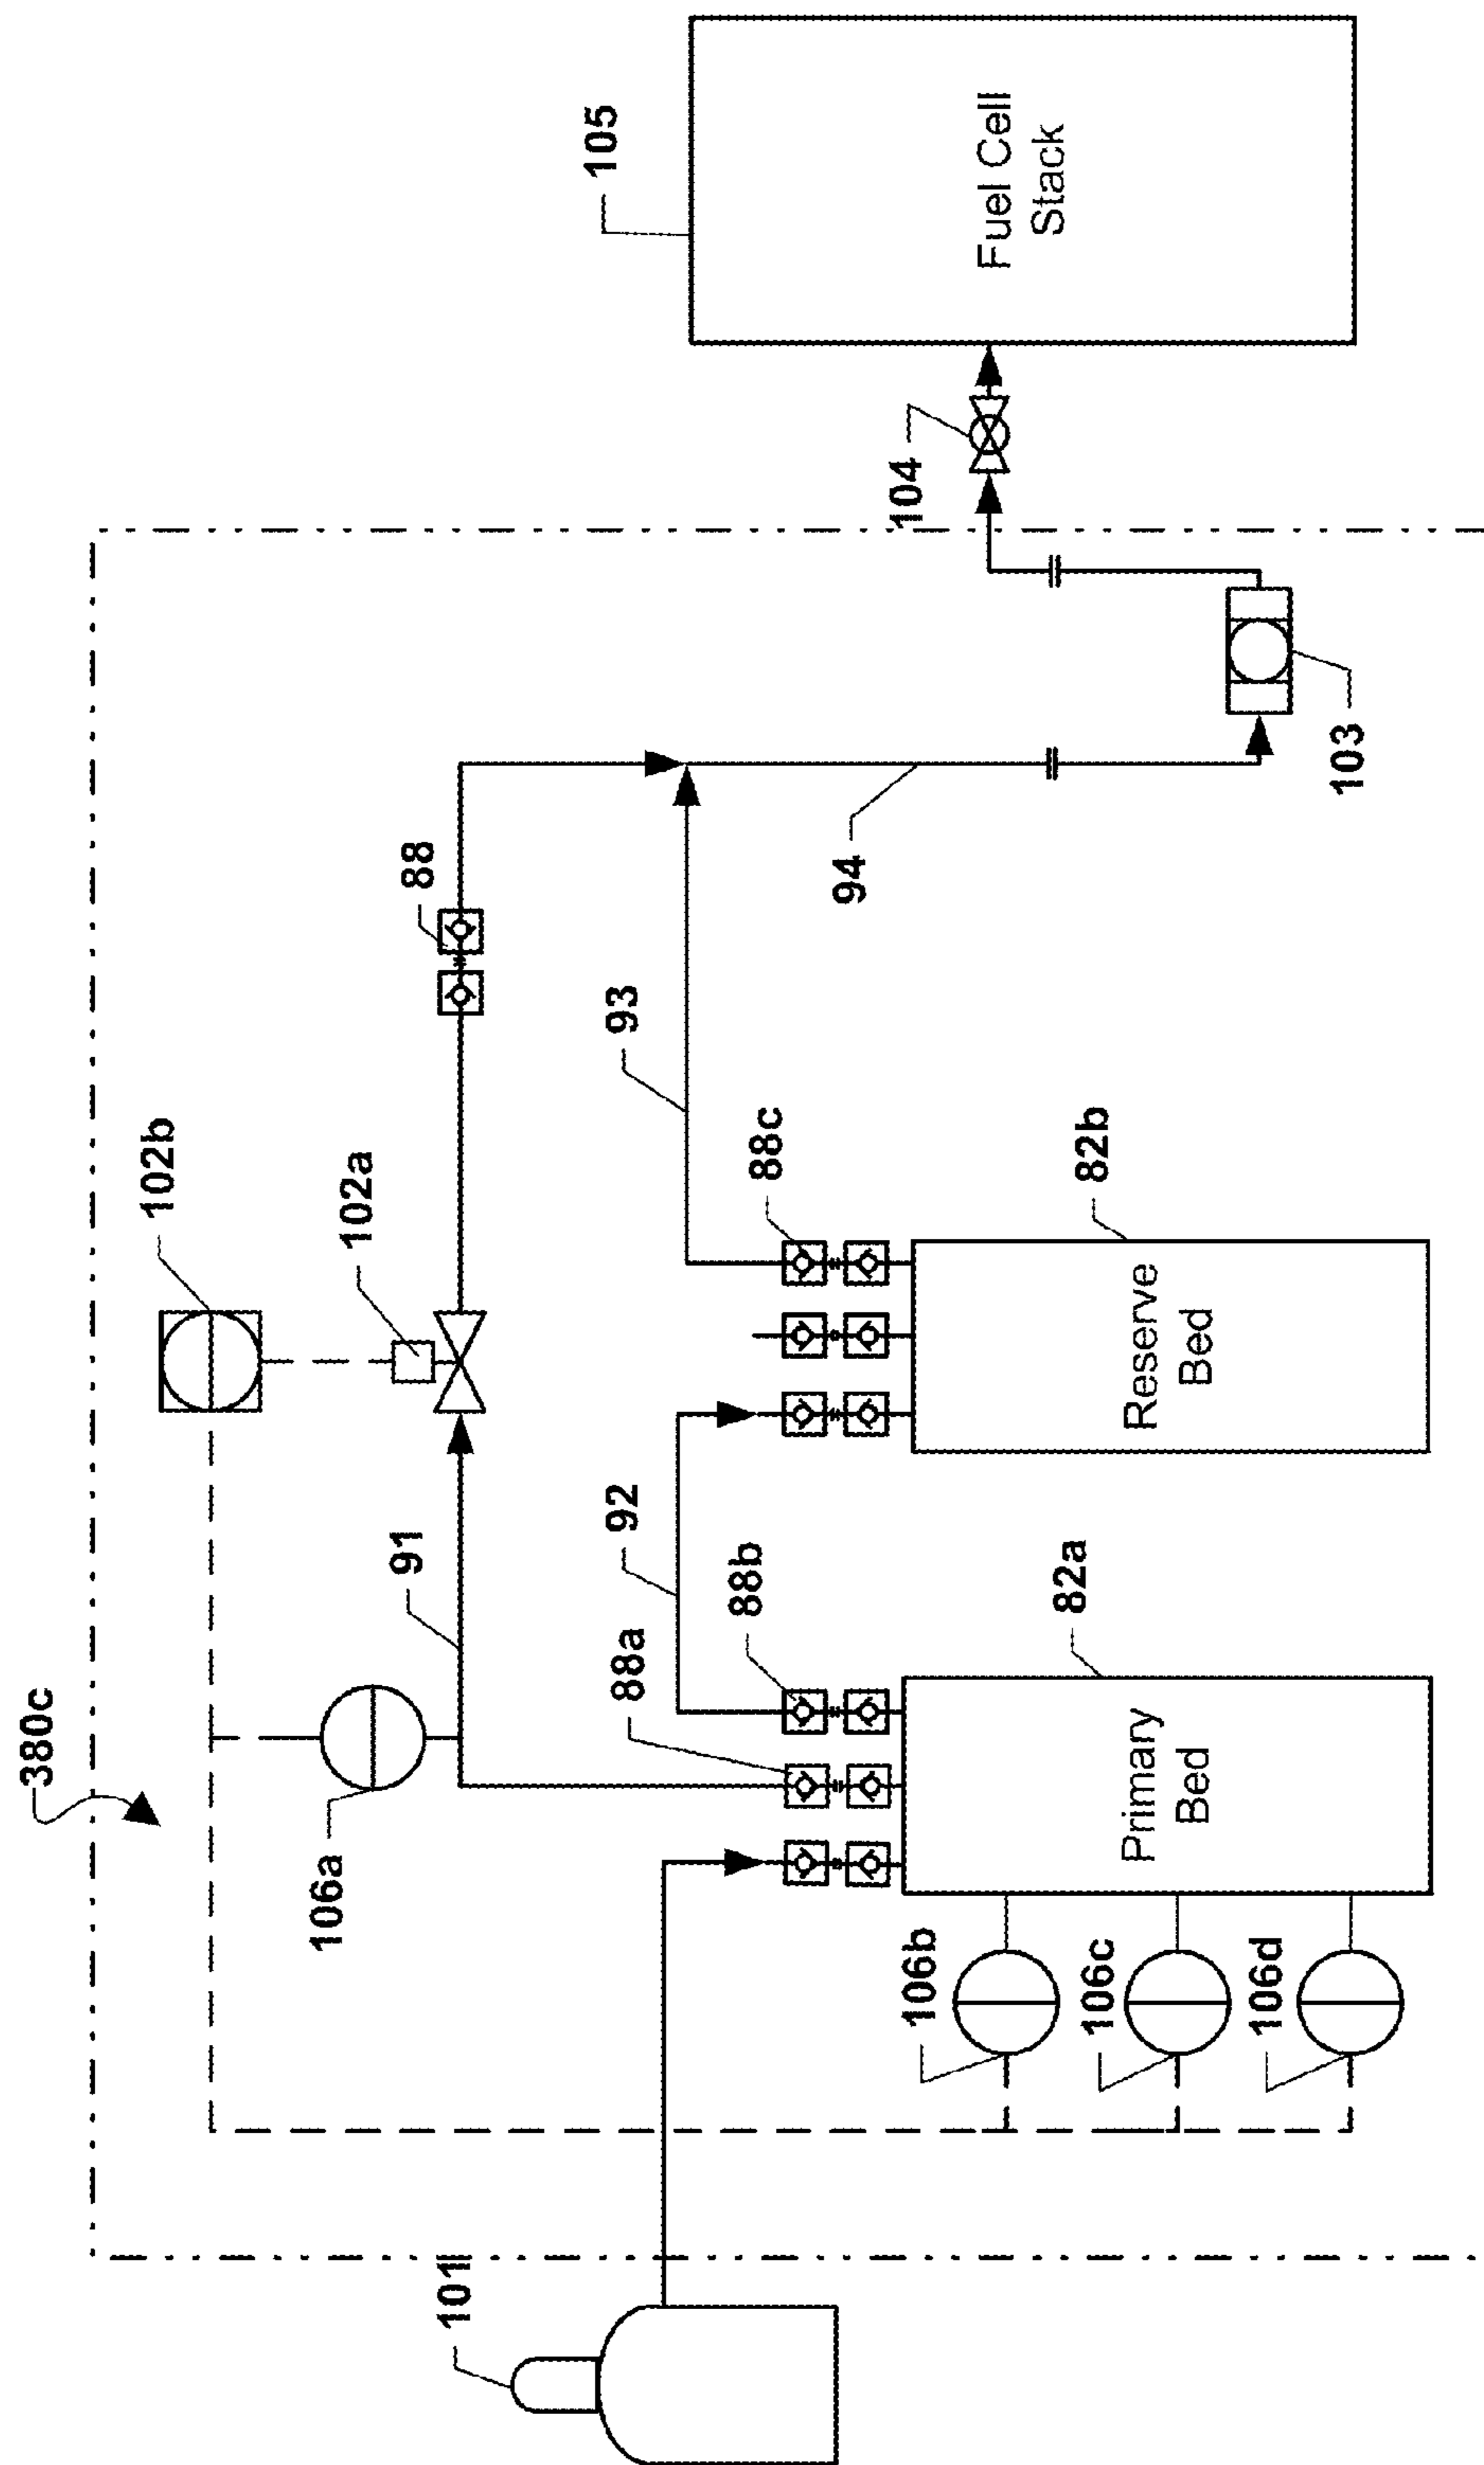 380c
102b
102a
106a
91
88
88a
88b
92
88c
93
94
101
106b
106c
106d
Primary
Bed
82a
Reserve
Bed
82b
103
104
105
Fuel Cell
Stack